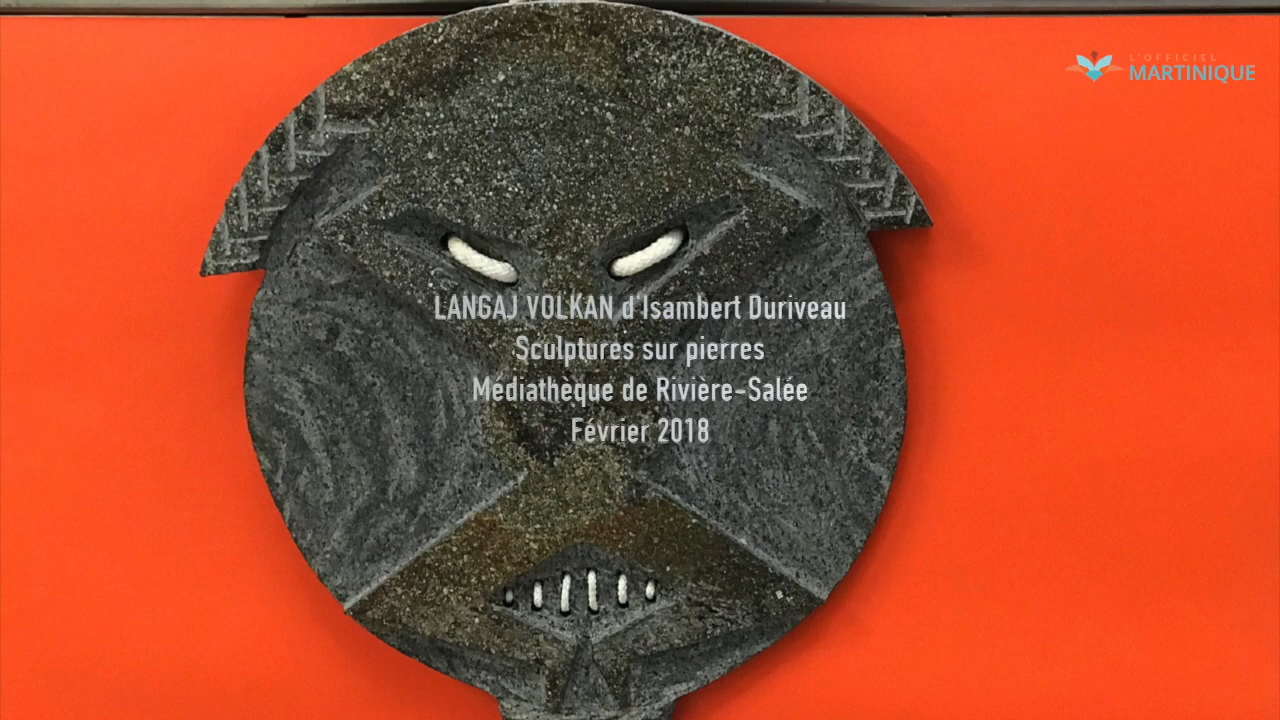 L'OFFICIEL
MARTINIQUE
LANGAJ VOLKAN d'Isambert Duriveau
Sculptures sur pierres
Médiathèque de Rivière-Salée
Février 2018